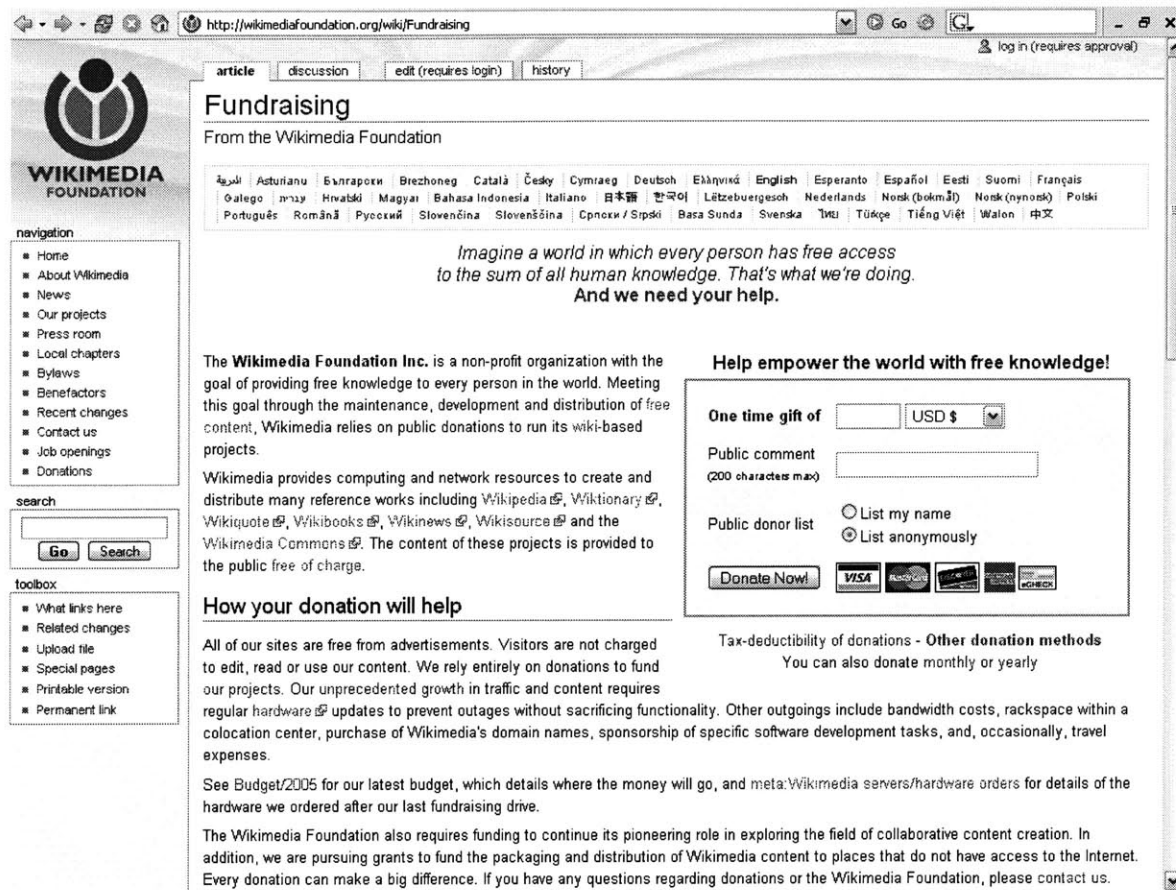 http://wikimediafoundation.org/wiki/Fundraising
Go
G
log in (requires approval)
article discussion edit (requires login) history
WIKIMEDIA
FOUNDATION
navigation
Home
About Wikimedia
News
Our projects
Press room
Local chapters
Bylaws
Benefactors
Recent changes
Contact us
Job openings
Donations
search
Go Search
toolbox
What links here
Related changes
Upload file
Special pages
Printable version
Permanent link
Fundraising
From the Wikimedia Foundation
العربية Asturianu Български Brezhoneg Català Česky Cymraeg Deutsch Ελληνικά English Esperanto Español Eesti Suomi Français
Galego עברית Hrvatski Magyar Bahasa Indonesia Italiano 日本語 한국어 Lëtzebuergesch Nederlands Norsk (bokmål) Norsk (nynorsk) Polski
Português Română Русский Slovenčina Slovenščina Српски / Srpski Basa Sunda Svenska ไทย Türkçe Tiếng Việt Walon 中文
Imagine a world in which every person has free access
to the sum of all human knowledge. That's what we're doing.
And we need your help.
The Wikimedia Foundation Inc. is a non-profit organization with the
goal of providing free knowledge to every person in the world. Meeting
this goal through the maintenance, development and distribution of free
content, Wikimedia relies on public donations to run its wiki-based
projects.
Wikimedia provides computing and network resources to create and
distribute many reference works including Wikipedia, Wiktionary,
Wikiquote, Wikibooks, Wikinews, Wikisource and the
Wikimedia Commons. The content of these projects is provided to
the public free of charge.
Help empower the world with free knowledge!
One time gift of USD $
Public comment
(200 characters max)
Public donor list
List my name
List anonymously
Donate Now! VISA MasterCard DISCOVER eCHECK
Tax-deductibility of donations - Other donation methods
You can also donate monthly or yearly
How your donation will help
All of our sites are free from advertisements. Visitors are not charged
to edit, read or use our content. We rely entirely on donations to fund
our projects. Our unprecedented growth in traffic and content requires
regular hardware updates to prevent outages without sacrificing functionality. Other outgoings include bandwidth costs, rackspace within a
colocation center, purchase of Wikimedia's domain names, sponsorship of specific software development tasks, and, occasionally, travel
expenses.
See Budget/2005 for our latest budget, which details where the money will go, and meta:Wikimedia servers/hardware orders for details of the
hardware we ordered after our last fundraising drive.
The Wikimedia Foundation also requires funding to continue its pioneering role in exploring the field of collaborative content creation. In
addition, we are pursuing grants to fund the packaging and distribution of Wikimedia content to places that do not have access to the Internet.
Every donation can make a big difference. If you have any questions regarding donations or the Wikimedia Foundation, please contact us.